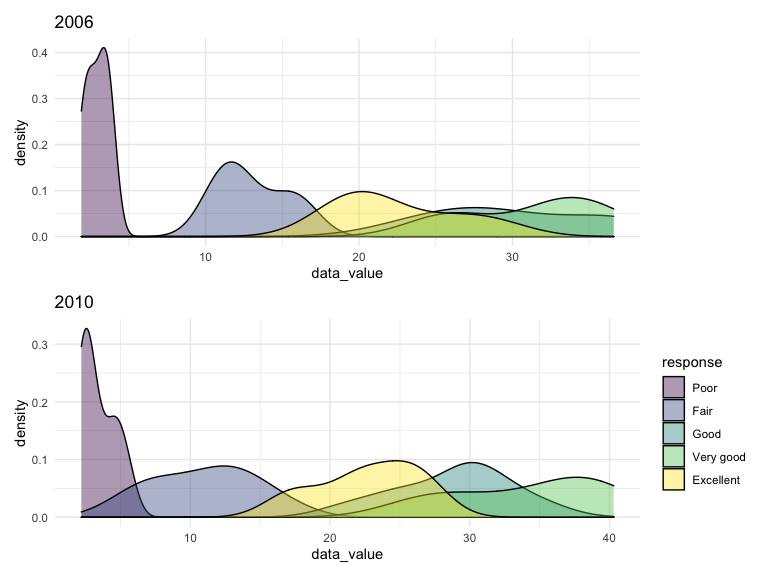 2006
0.4
0.3
0.2
0.1
0.0
density
10
20
30
data_value
2010
0.3
0.2
0.1
0.0
density
10
20
30
40
data_value
response
Poor
Fair
Good
Very good
Excellent